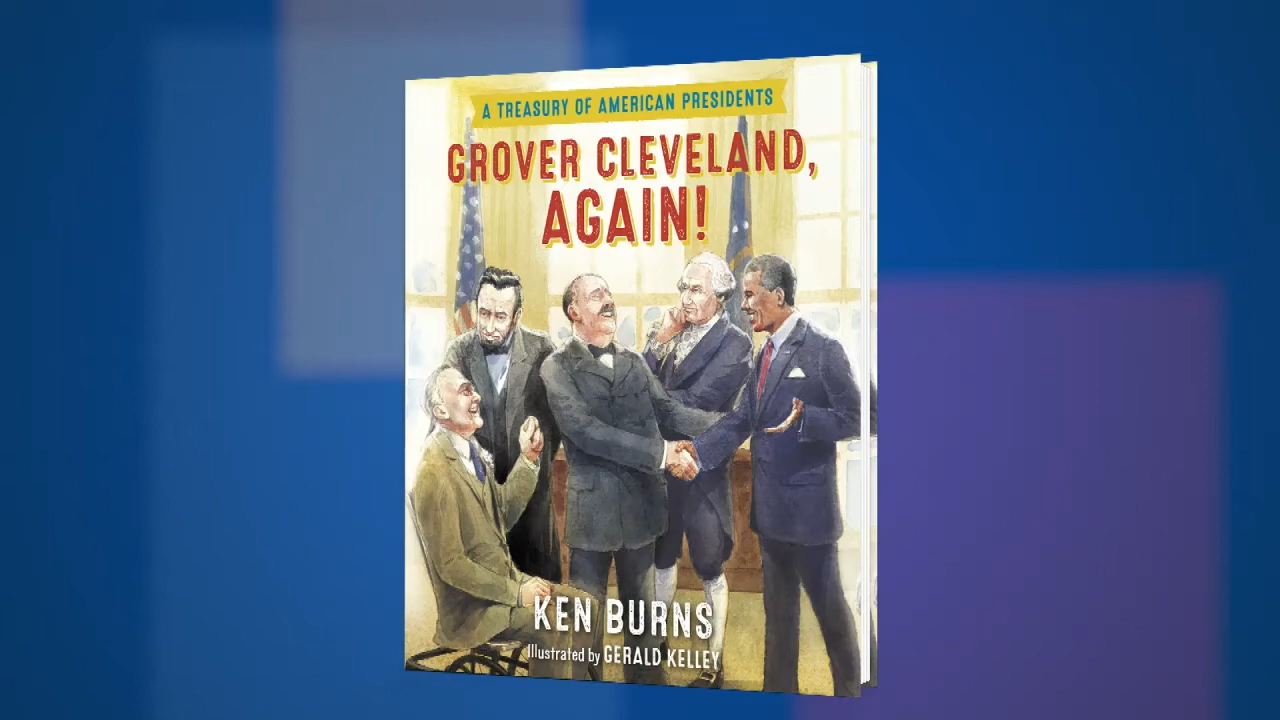 A TREASURY OF AMERICAN PRESIDENTS
GROVER CLEVELAND,
AGAIN!
KEN BURNS
Illustrated by GERALD KELLEY